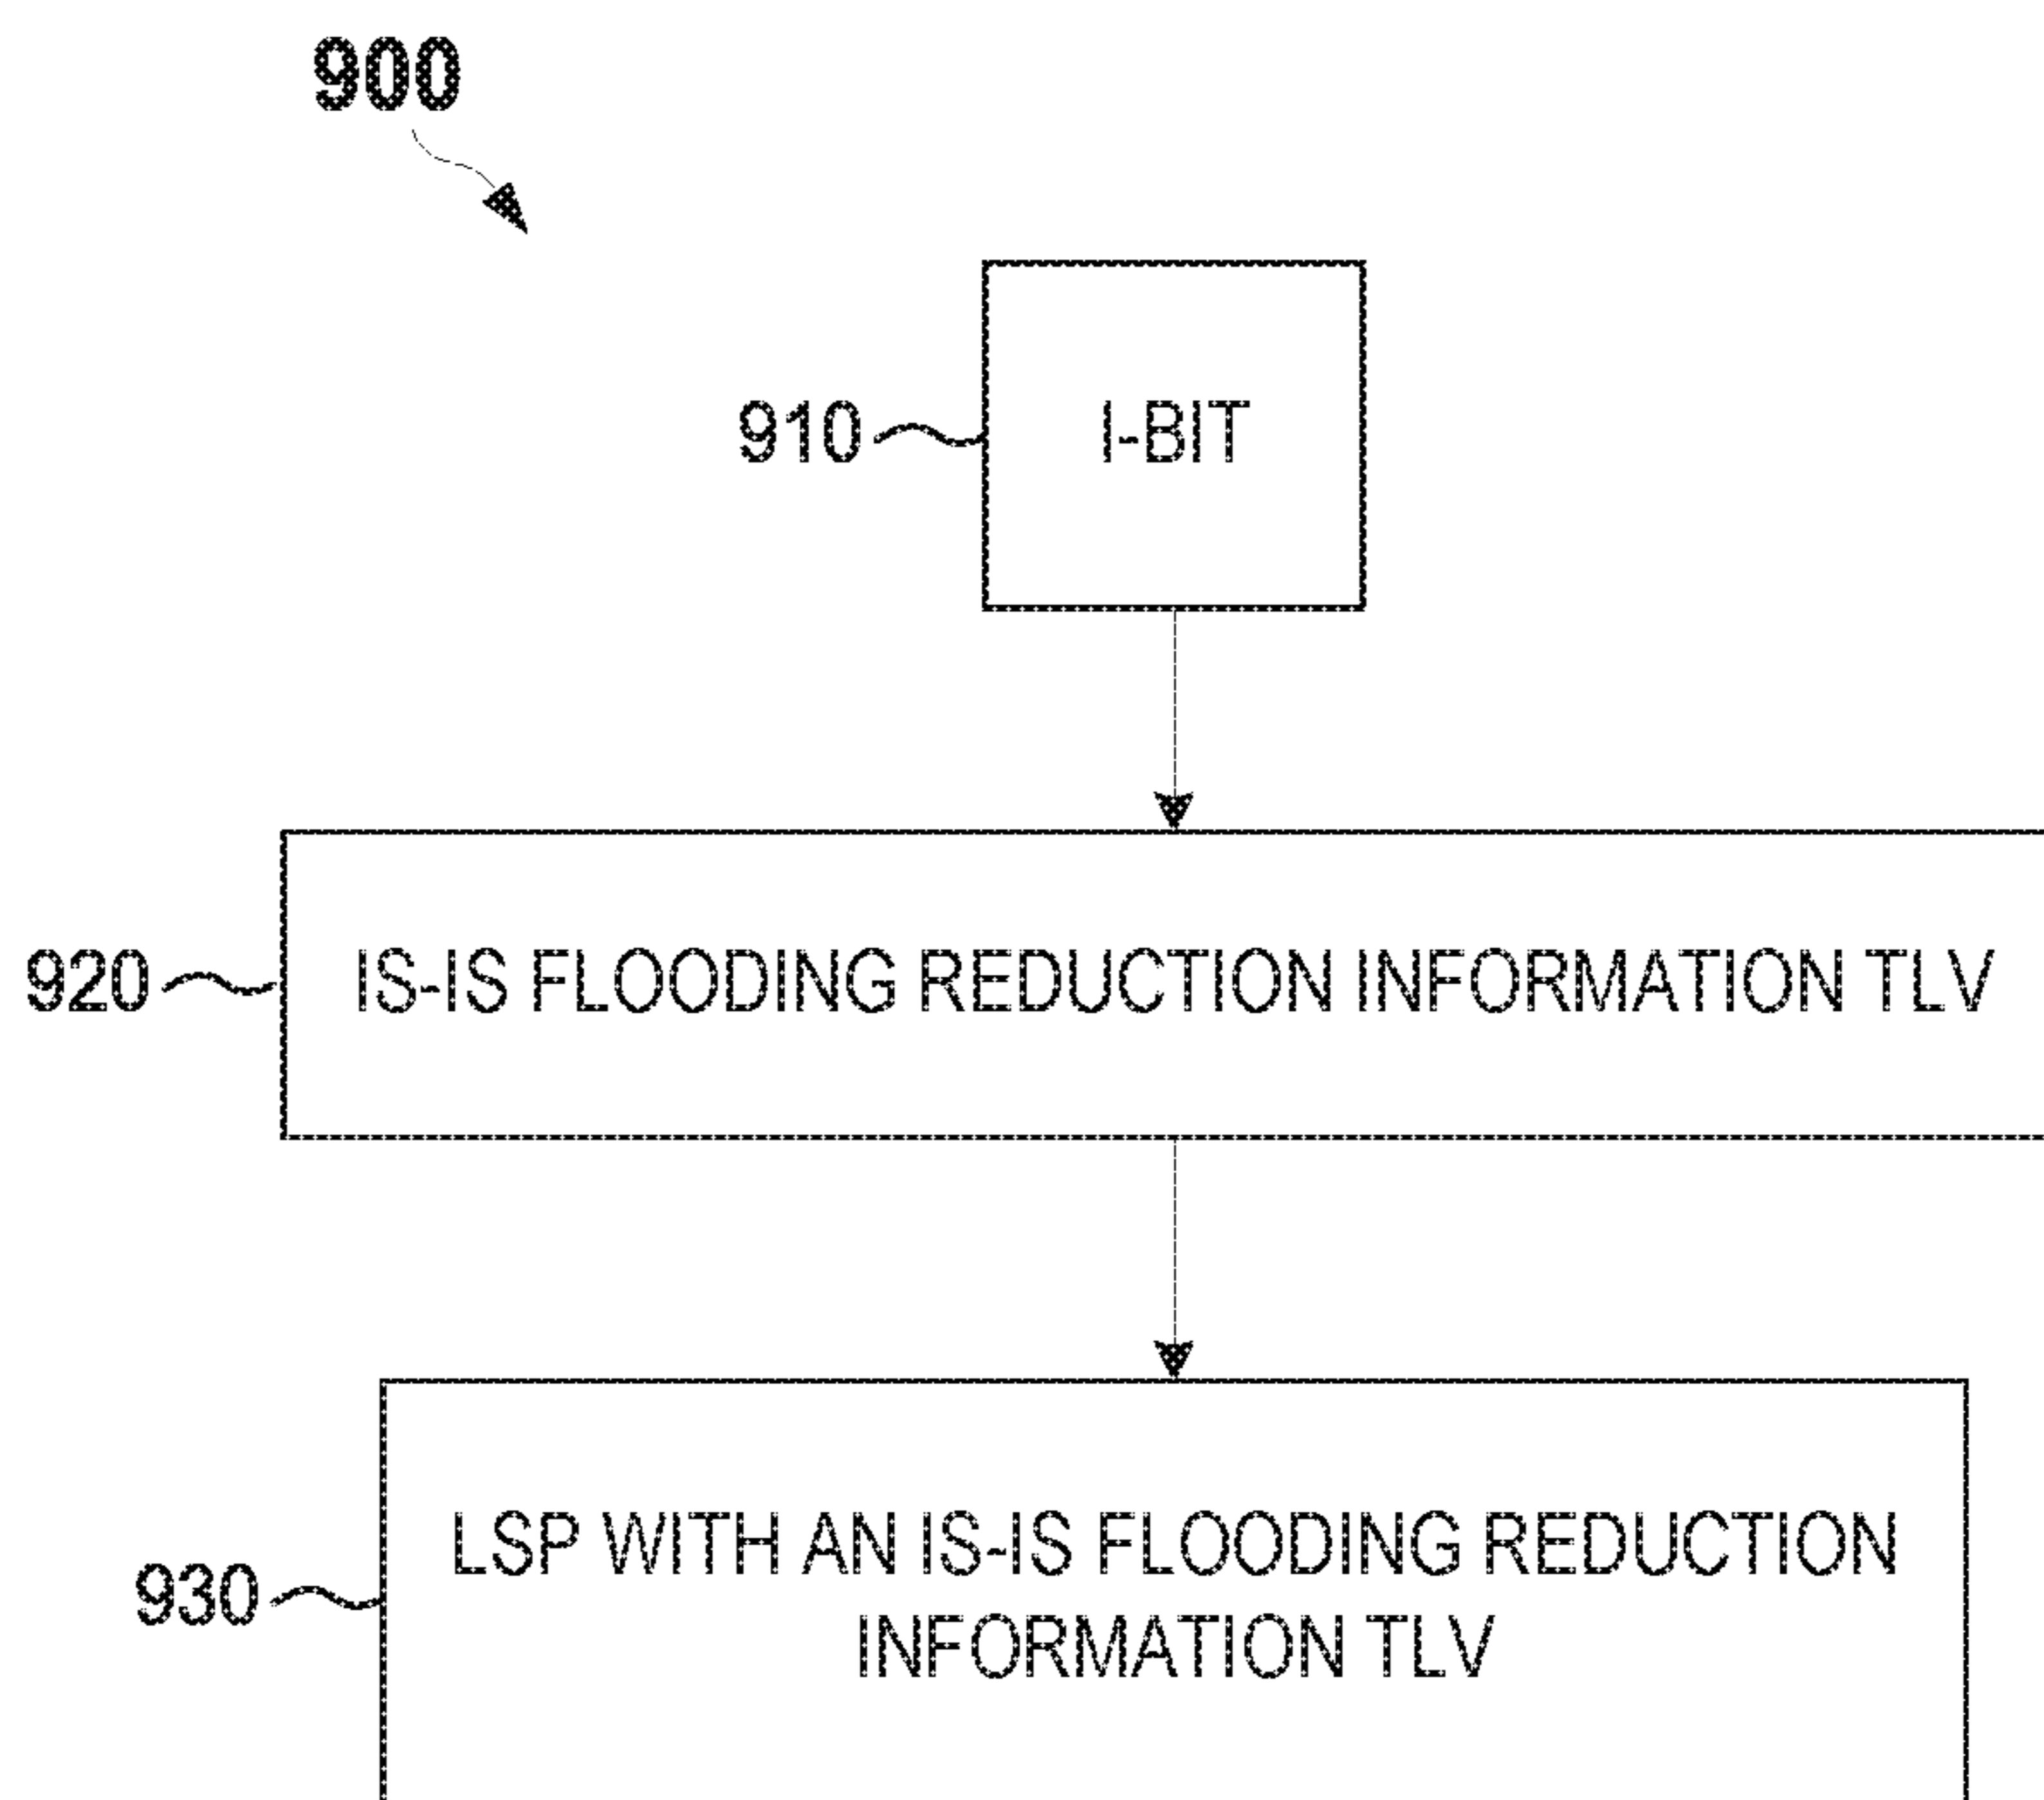 900
910
I-BIT
920
IS-IS FLOODING REDUCTION INFORMATION TLV
LSP WITH AN IS-IS FLOODING REDUCTION
930
INFORMATION TLV